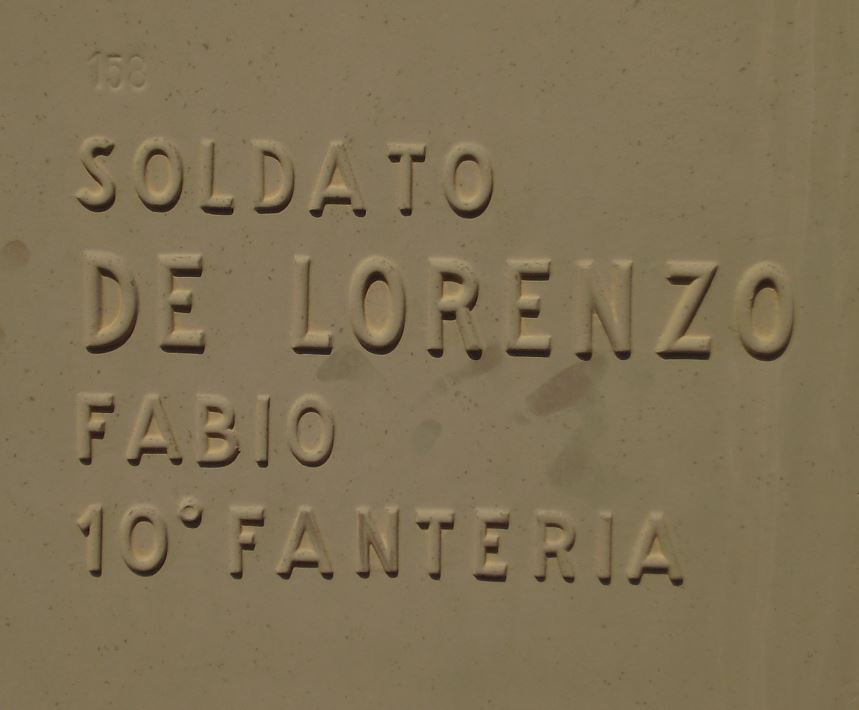 158
SOLDATO
DE LORENZO
FABIO
10° FANTERIA